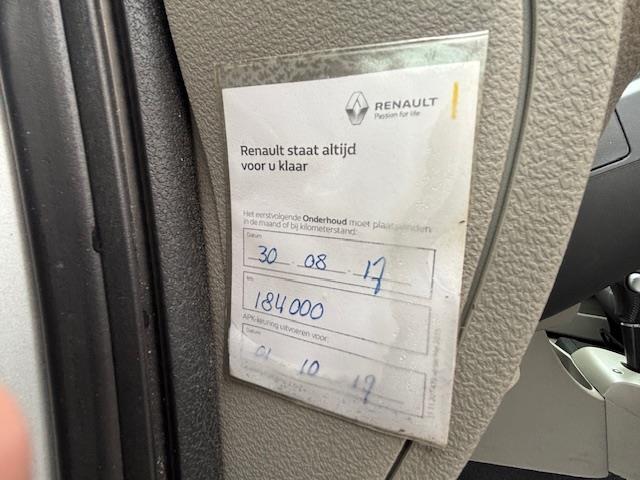 RENAULT
Passion for life
Renault staat altijd
voor u klaar
Het eerstvolgende Onderhoud moet plaatsvinden
in de maand of bij kilometerstand:
Datum
30 08 17
km
184000
APK-keuring uitvoeren voor:
Datum
01 10 17